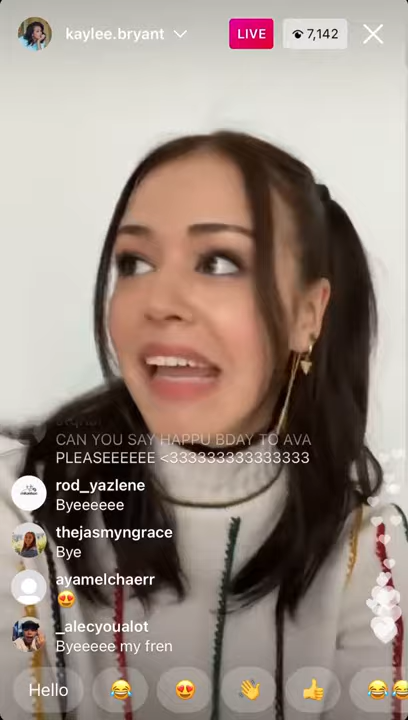 kaylee.bryant
LIVE
7,142
CAN YOU SAY HAPPU BDAY TO AVA
PLEASEEEEEE <333333333333333
rod_yazlene
Byeeeeee
thejasmyngrace
Bye
ayamelchaerr
😍
_alecyoualot
Byeeeee my fren
Hello 😂 😍 👋 👍 😂😂